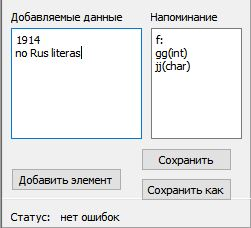 Добавляемые данные
Напоминание
1914
no Rus literas
f:
gg(int)
jj(char)
Сохранить
Добавить элемент
Сохранить как
Статус: нет ошибок